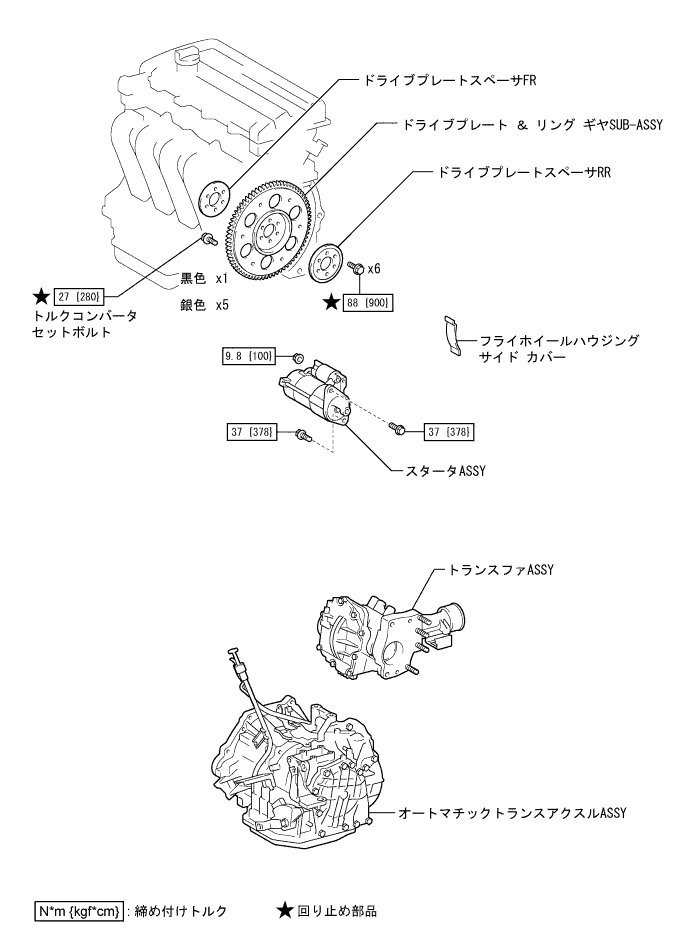 ドライブプレートスペーサFR
ドライブプレート ＆ リング ギヤSUB-ASSY
ドライブプレートスペーサRR
x6
88 {900}
★
黒色 x1
銀色 x5
★ 27 {280}
トルクコンバータ
セットボルト
フライホイールハウジング
サイド カバー
9.8 {100}
37 {378}
37 {378}
スタータASSY
トランスファASSY
オートマチックトランスアクスルASSY
N*m {kgf*cm} : 締め付けトルク ★ 回り止め部品